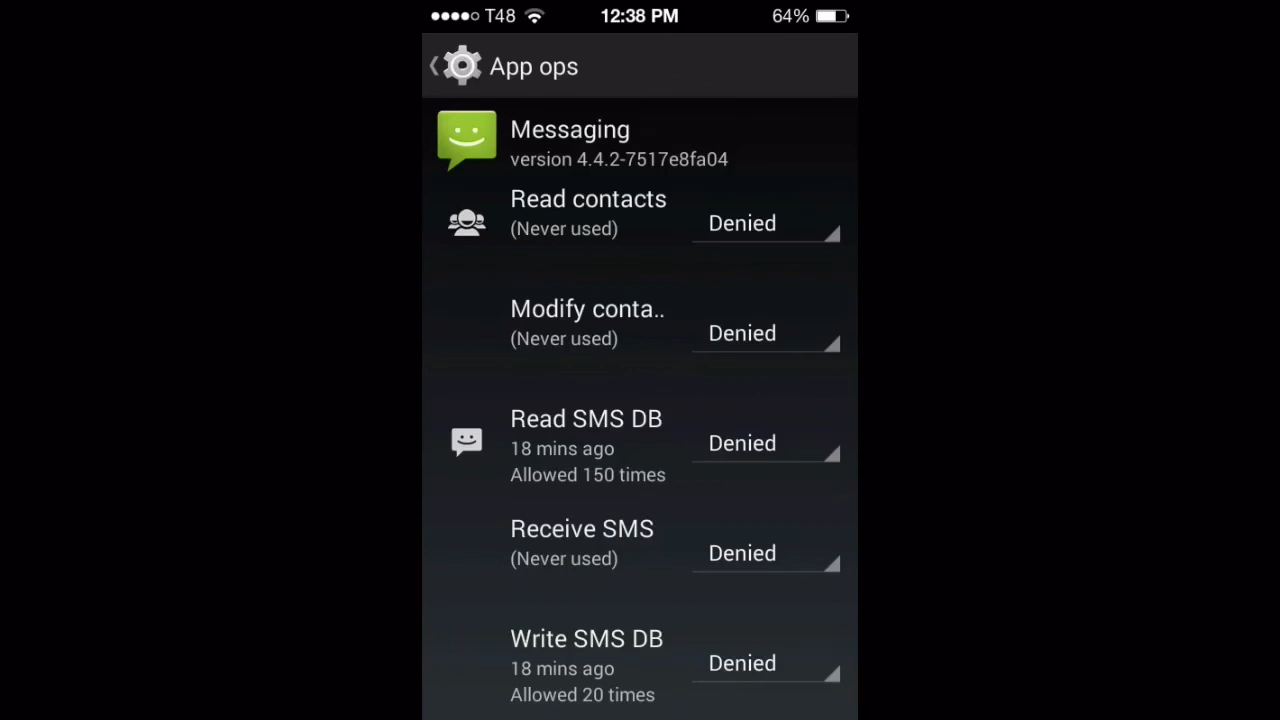 T48 12:38 PM 64%
App ops
Messaging
version 4.4.2-7517e8fa04
Read contacts
(Never used)
Denied
Modify conta..
(Never used)
Denied
Read SMS DB
18 mins ago
Allowed 150 times
Denied
Receive SMS
(Never used)
Denied
Write SMS DB
18 mins ago
Allowed 20 times
Denied